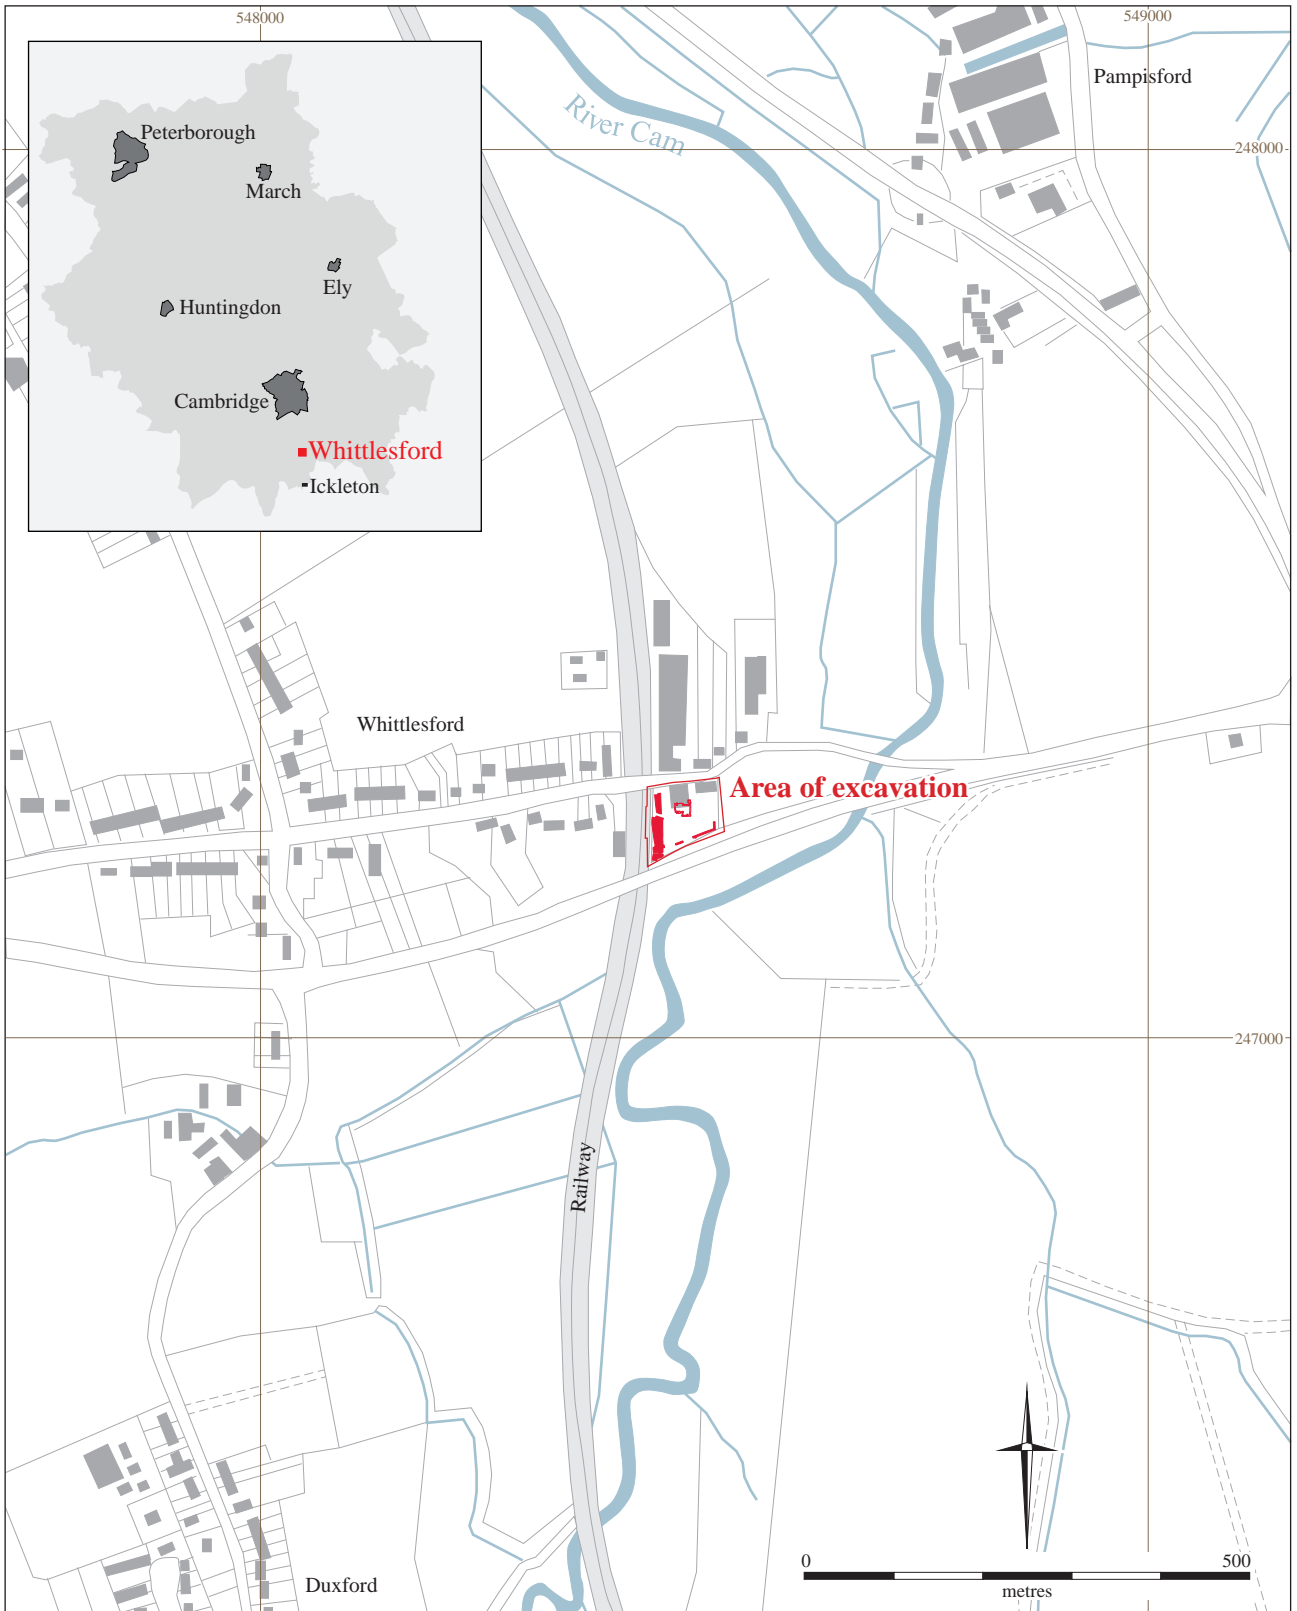 548000
549000
Pampisford
River Cam
Peterborough
248000
March
Ely
Huntingdon
Cambridge
Whittlesford
Ickleton
Whittlesford
Area of excavation
247000
Railway
0
500
metres
Duxford